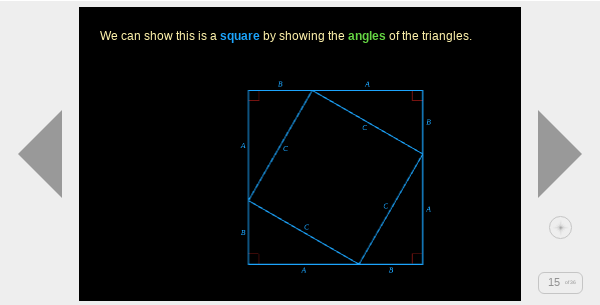 We can show this is a square by showing the angles of the triangles.
B A
B
C
A C
C A
C
B
A B
15 of 36